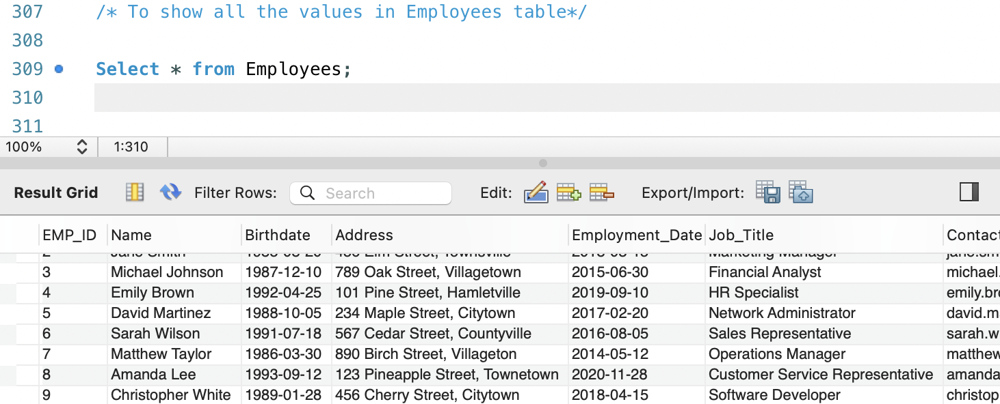 307 /* To show all the values in Employees table*/
308
309 Select * from Employees;
310
311
100% 1:310
Result Grid Filter Rows: Search Edit: Export/Import:
EMP_ID Name Birthdate Address Employment_Date Job_Title Contact
2 Jane Smith Elm Street, Townsville Marketing Manager
3 Michael Johnson 1987-12-10 789 Oak Street, Villagetown 2015-06-30 Financial Analyst michael.
4 Emily Brown 1992-04-25 101 Pine Street, Hamletville 2019-09-10 HR Specialist emily.bro
5 David Martinez 1988-10-05 234 Maple Street, Citytown 2017-02-20 Network Administrator david.m
6 Sarah Wilson 1991-07-18 567 Cedar Street, Countyville 2016-08-05 Sales Representative sarah.w
7 Matthew Taylor 1986-03-30 890 Birch Street, Villageton 2014-05-12 Operations Manager matthew
8 Amanda Lee 1993-09-12 123 Pineapple Street, Townetown 2020-11-28 Customer Service Representative amanda
9 Christopher White 1989-01-28 456 Cherry Street, Citytown 2018-04-15 Software Developer christop